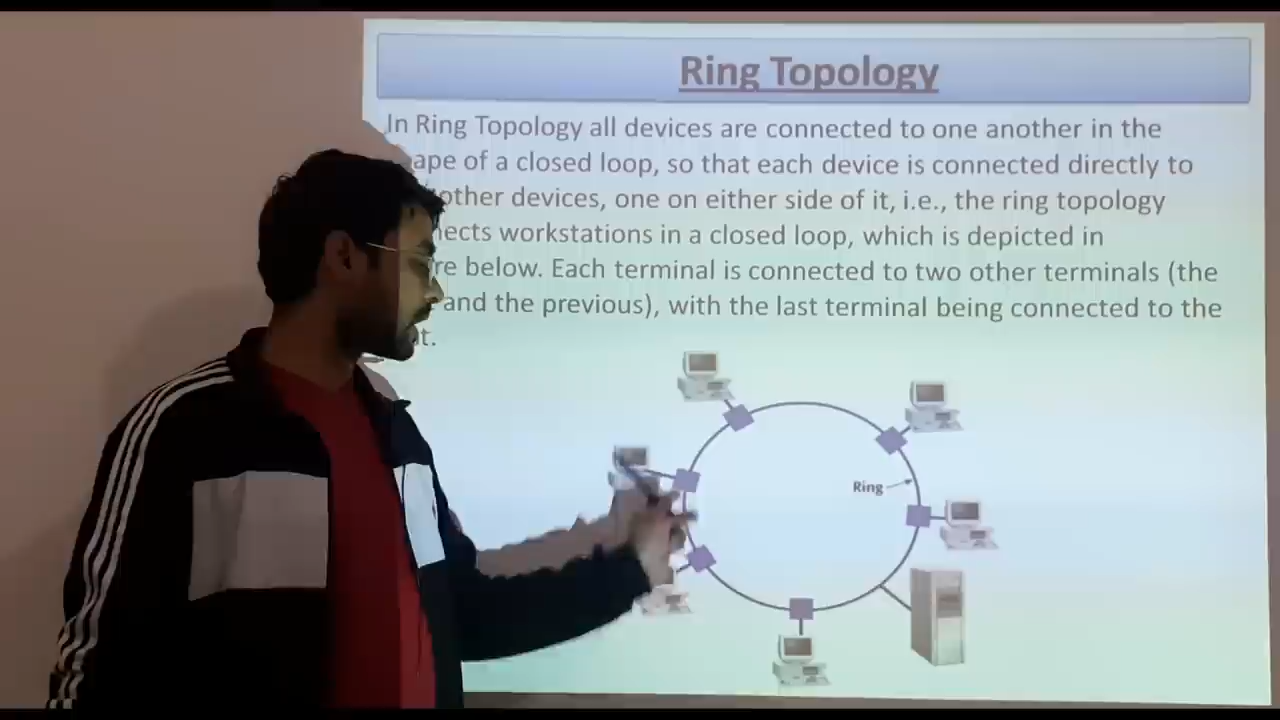 Ring Topology
In Ring Topology all devices are connected to one another in the
ape of a closed loop, so that each device is connected directly to
other devices, one on either side of it, i.e., the ring topology
ects workstations in a closed loop, which is depicted in
re below. Each terminal is connected to two other terminals (the
and the previous), with the last terminal being connected to the
t.
Ring